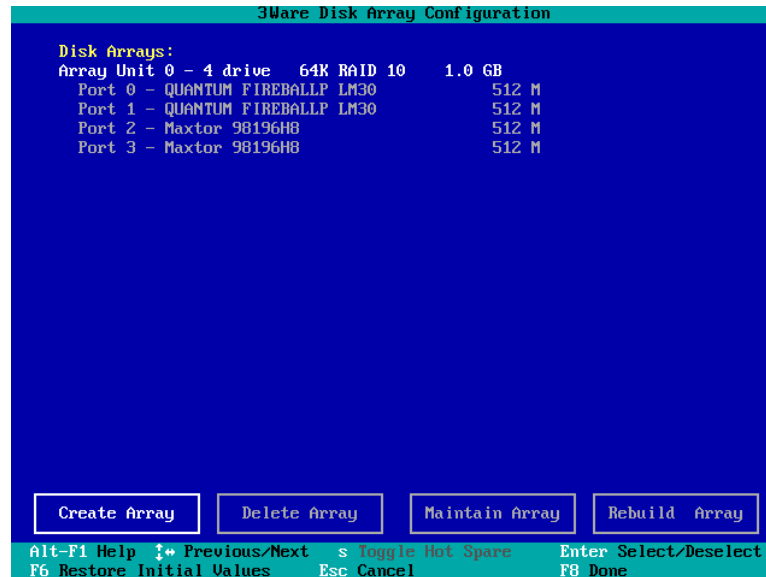 3Ware Disk Array Configuration
Disk Arrays:
Array Unit 0 - 4 drive 64K RAID 10 1.0 GB
Port 0 - QUANTUM FIREBALLP LM30 512 M
Port 1 - QUANTUM FIREBALLP LM30 512 M
Port 2 - Maxtor 98196H8 512 M
Port 3 - Maxtor 98196H8 512 M
Create Array Delete Array Maintain Array Rebuild Array
Alt-F1 Help ↕↔ Previous/Next s Toggle Hot Spare Enter Select/Deselect
F6 Restore Initial Values Esc Cancel F8 Done